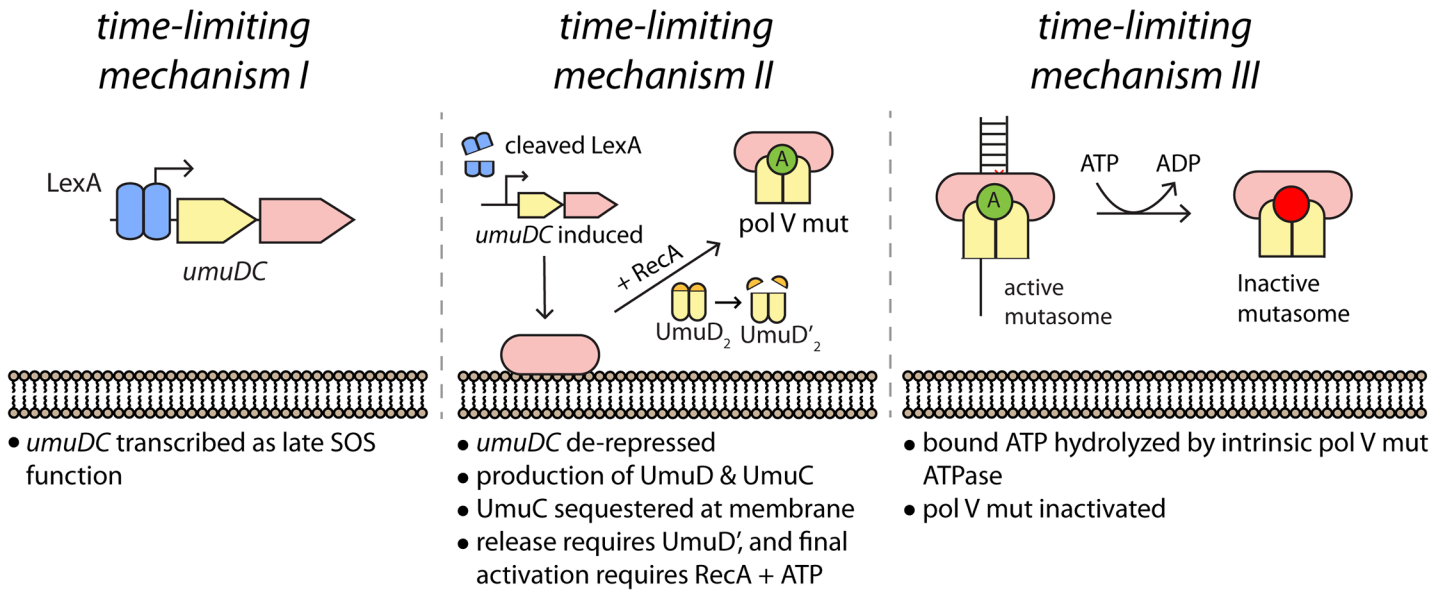 time-limiting
mechanism I
LexA
umuDC
• umuDC transcribed as late SOS
function
time-limiting
mechanism II
cleaved LexA
umuDC induced
pol V mut
A
+ RecA
UmuD2
UmuD′2
• umuDC de-repressed
• production of UmuD & UmuC
• UmuC sequestered at membrane
• release requires UmuD′, and final
activation requires RecA + ATP
time-limiting
mechanism III
A
ATP
ADP
active
mutasome
Inactive
mutasome
• bound ATP hydrolyzed by intrinsic pol V mut
ATPase
• pol V mut inactivated